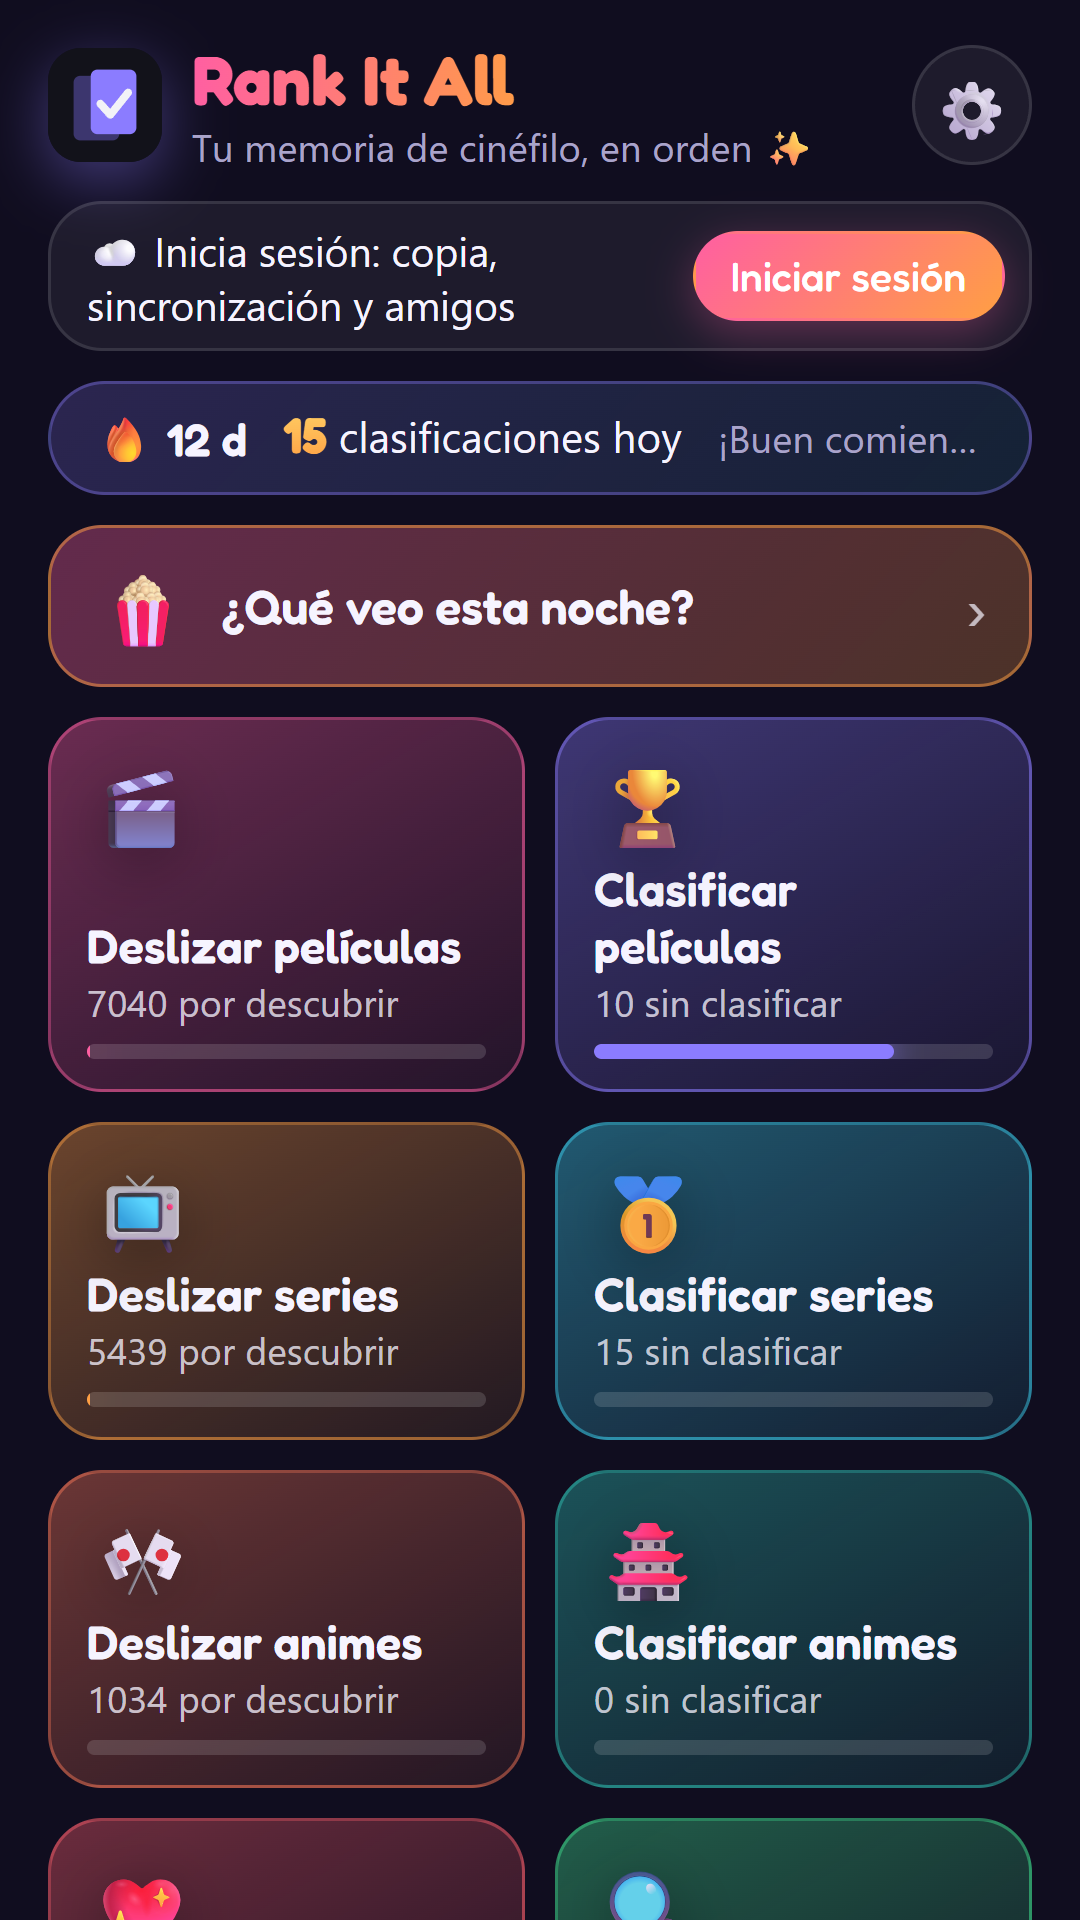 Rank It All
Tu memoria de cinéfilo, en orden ✨
Inicia sesión: copia,
sincronización y amigos
Iniciar sesión
12 d
15 clasificaciones hoy
¡Buen comien...
¿Qué veo esta noche?
Deslizar películas
7040 por descubrir
Clasificar
películas
10 sin clasificar
Deslizar series
5439 por descubrir
Clasificar series
15 sin clasificar
Deslizar animes
1034 por descubrir
Clasificar animes
0 sin clasificar